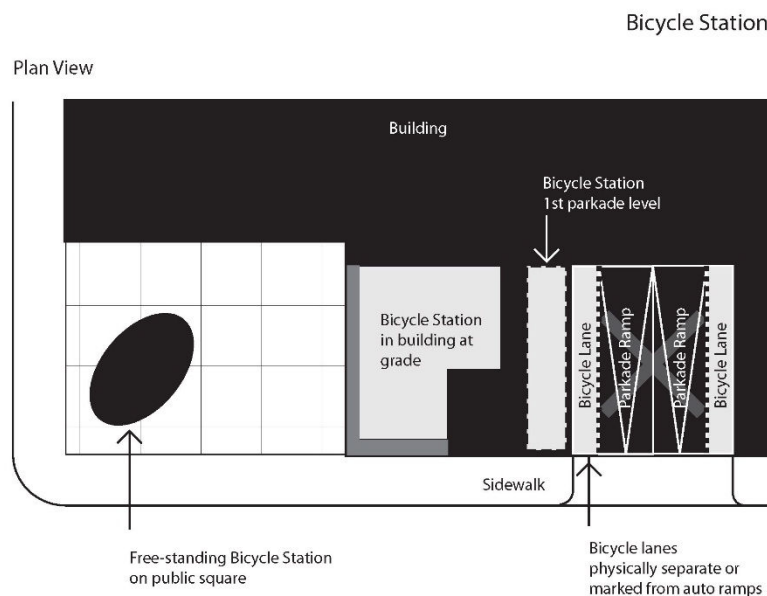 Bicycle Station
Plan View
Building
Bicycle Station
1st parkade level
Bicycle Station
in building at
grade
Bicycle Lane
Parkade Ramp
Parkade Ramp
Bicycle Lane
Sidewalk
Free-standing Bicycle Station
on public square
Bicycle lanes
physically separate or
marked from auto ramps